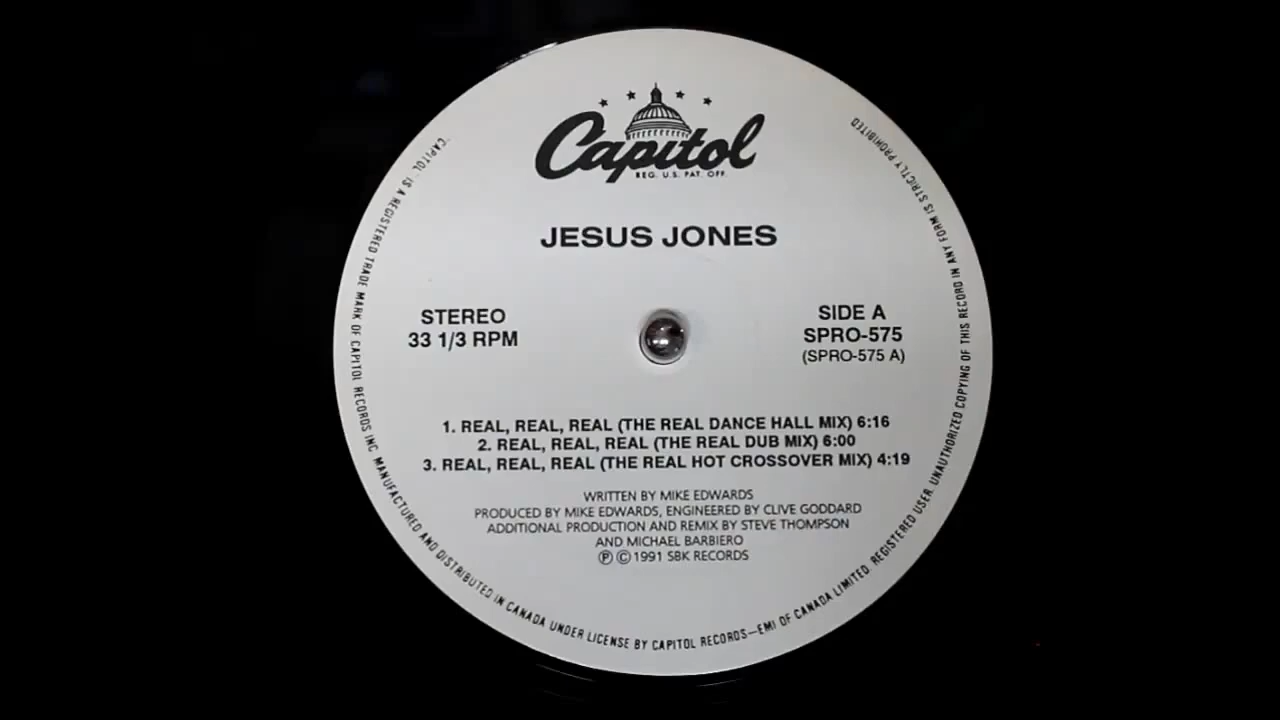 Capitol
REG. U.S. PAT. OFF.
JESUS JONES
STEREO
33 1/3 RPM
SIDE A
SPRO-575
(SPRO-575 A)
1. REAL, REAL, REAL (THE REAL DANCE HALL MIX) 6:16
2. REAL, REAL, REAL (THE REAL DUB MIX) 6:00
3. REAL, REAL, REAL (THE REAL HOT CROSSOVER MIX) 4:19
WRITTEN BY MIKE EDWARDS
PRODUCED BY MIKE EDWARDS, ENGINEERED BY CLIVE GODDARD
ADDITIONAL PRODUCTION AND REMIX BY STEVE THOMPSON
AND MICHAEL BARBIERO
Ⓟ © 1991 SBK RECORDS
"CAPITOL" IS A REGISTERED TRADE MARK OF CAPITOL RECORDS INC. MANUFACTURED AND DISTRIBUTED IN CANADA UNDER LICENSE BY CAPITOL RECORDS—EMI OF CANADA LIMITED. REGISTERED USER. UNAUTHORIZED COPYING OF THIS RECORD IN ANY FORM IS STRICTLY PROHIBITED